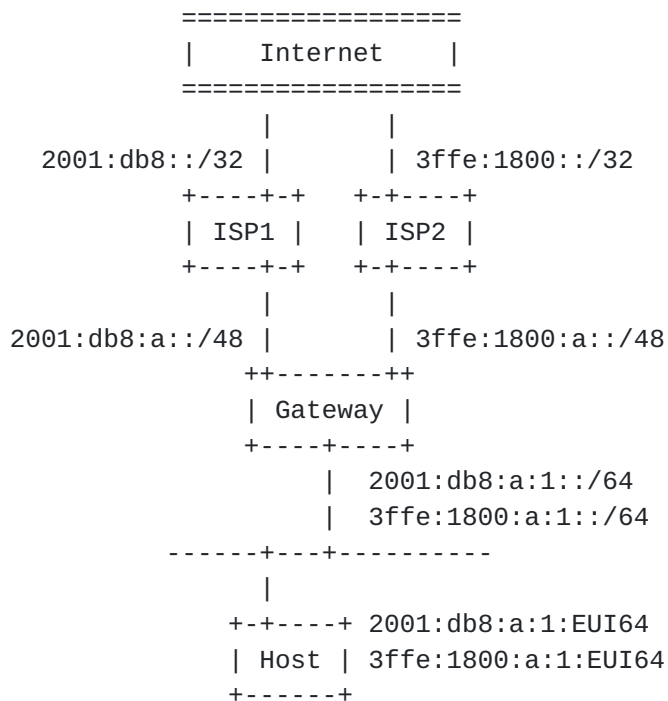 ==================
|    Internet    |
==================
|       |
2001:db8::/32 |       | 3ffe:1800::/32
+----+-+   +-+----+
| ISP1 |   | ISP2 |
+----+-+   +-+----+
|       |
2001:db8:a::/48 |       | 3ffe:1800:a::/48
++-------++
| Gateway |
+----+----+
|  2001:db8:a:1::/64
|  3ffe:1800:a:1::/64
------+---+----------
|
+-+----+ 2001:db8:a:1:EUI64
| Host | 3ffe:1800:a:1:EUI64
+------+